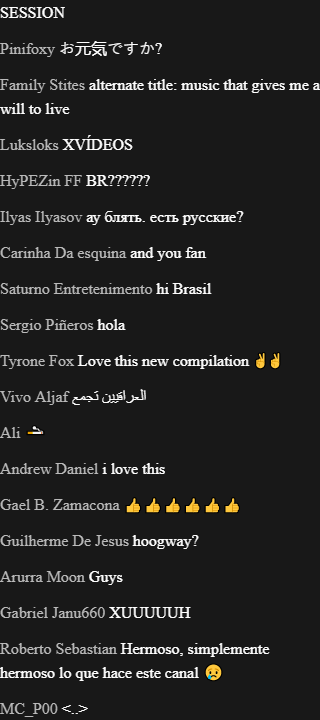 SESSION
Pinifoxy お元気ですか?
Family Stites alternate title: music that gives me a
will to live
Luksloks XVÍDEOS
HyPEZin FF BR??????
Ilyas Ilyasov ау блять. есть русские?
Carinha Da esquina and you fan
Saturno Entretenimento hi Brasil
Sergio Piñeros hola
Tyrone Fox Love this new compilation ✌✌
Vivo Aljaf العراقيين تجمع
Ali 🚬
Andrew Daniel i love this
Gael B. Zamacona 👍👍👍👍👍👍
Guilherme De Jesus hoogway?
Arurra Moon Guys
Gabriel Janu660 XUUUUUH
Roberto Sebastian Hermoso, simplemente
hermoso lo que hace este canal 😥
MC_P00 <..>